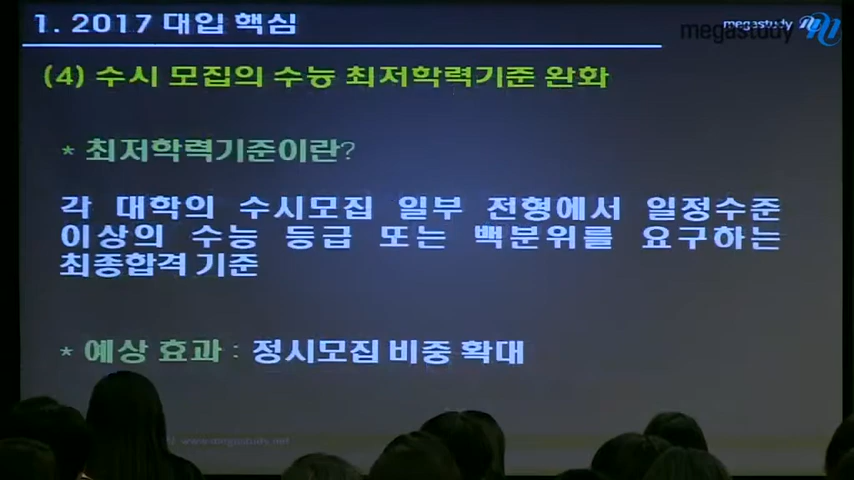 1. 2017 대입 핵심
megastudy
megastudy
(4) 수시 모집의 수능 최저학력기준 완화
* 최저학력기준이란?
각 대학의 수시모집 일부 전형에서 일정수준
이상의 수능 등급 또는 백분위를 요구하는
최종합격 기준
* 예상 효과 : 정시모집 비중 확대
www.megastudy.net